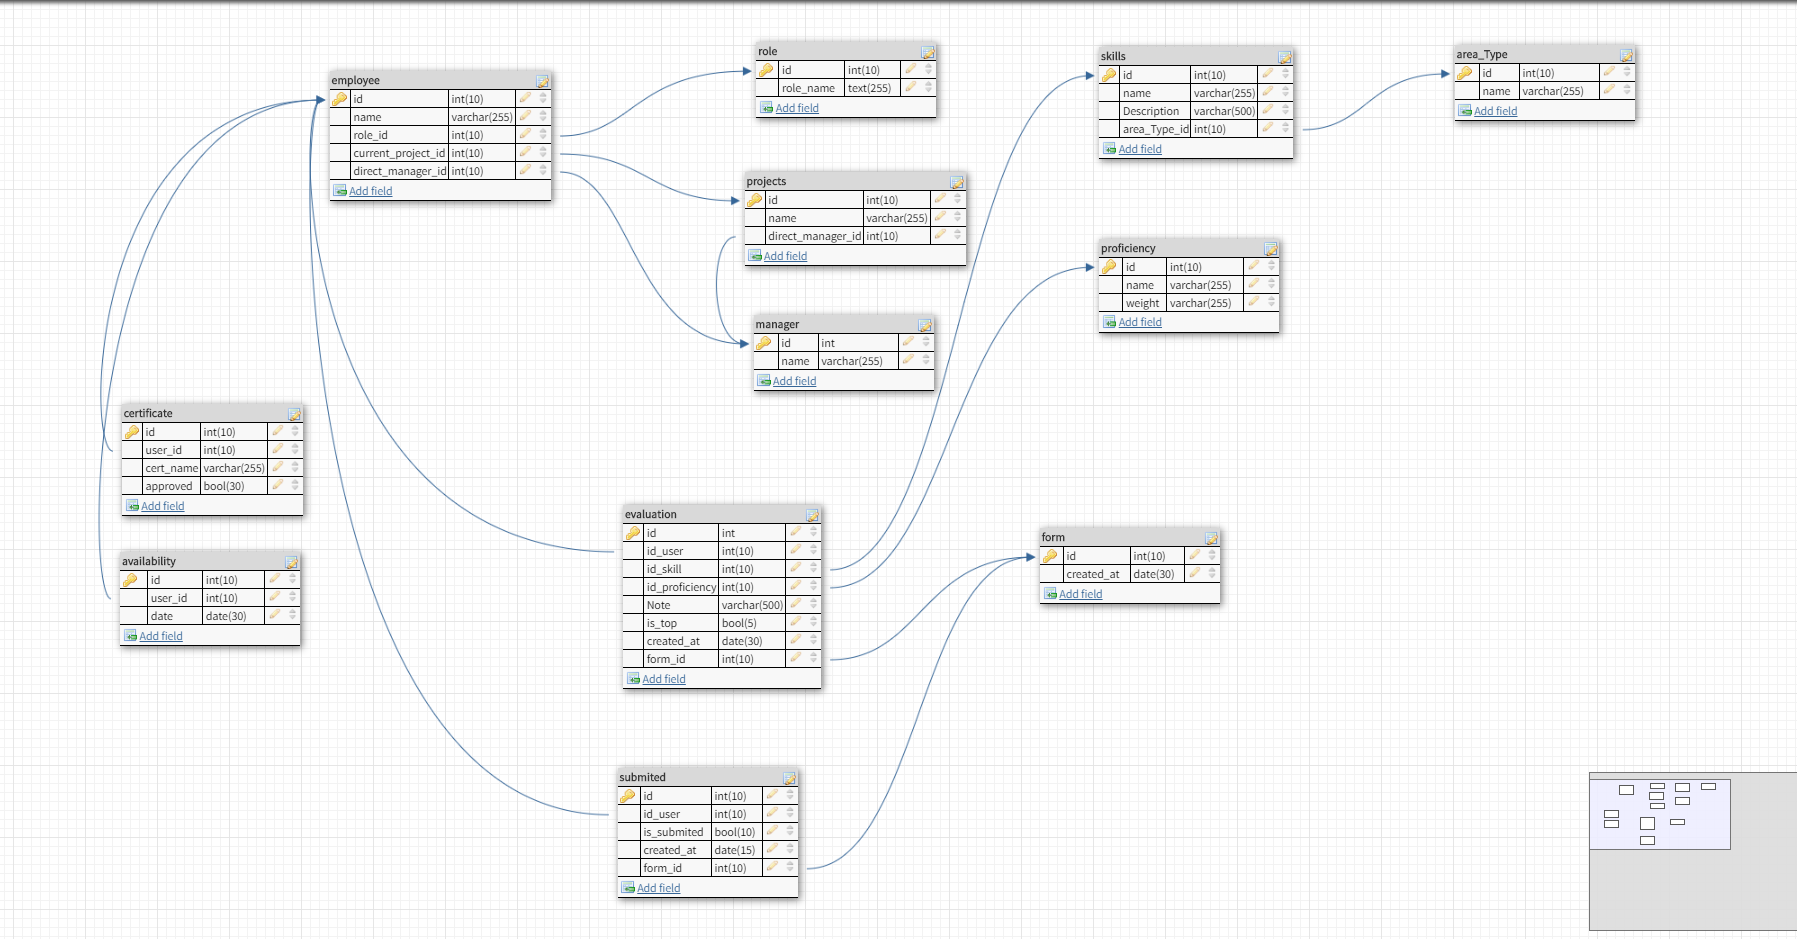 employee
id int(10)
name varchar(255)
role_id int(10)
current_project_id int(10)
direct_manager_id int(10)
Add field
role
id int(10)
role_name text(255)
Add field
projects
id int(10)
name varchar(255)
direct_manager_id int(10)
Add field
manager
id int
name varchar(255)
Add field
skills
id int(10)
name varchar(255)
Description varchar(500)
area_Type_id int(10)
Add field
area_Type
id int(10)
name varchar(255)
Add field
proficiency
id int(10)
name varchar(255)
weight varchar(255)
Add field
certificate
id int(10)
user_id int(10)
cert_name varchar(255)
approved bool(30)
Add field
availability
id int(10)
user_id int(10)
date date(30)
Add field
evaluation
id int
id_user int(10)
id_skill int(10)
id_proficiency int(10)
Note varchar(500)
is_top bool(5)
created_at date(30)
form_id int(10)
Add field
form
id int(10)
created_at date(30)
Add field
submited
id int(10)
id_user int(10)
is_submited bool(10)
created_at date(15)
form_id int(10)
Add field